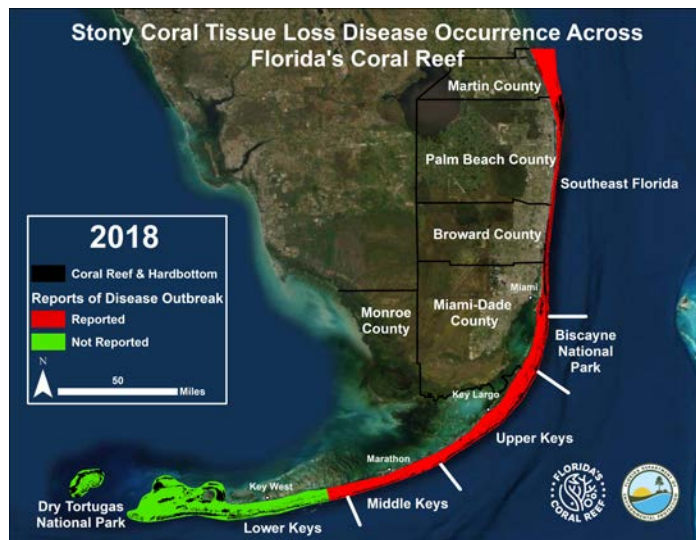 Stony Coral Tissue Loss Disease Occurrence Across
Florida's Coral Reef
Martin County
Palm Beach County
Southeast Florida
2018
Coral Reef & Hardbottom
Reports of Disease Outbreak
Reported
Not Reported
N
50
Miles
Broward County
Miami
Monroe
County
Miami-Dade
County
Biscayne
National
Park
Key Largo
Upper Keys
Marathon
Middle Keys
Key West
Lower Keys
Dry Tortugas
National Park
FLORIDA'S
CORAL REEF